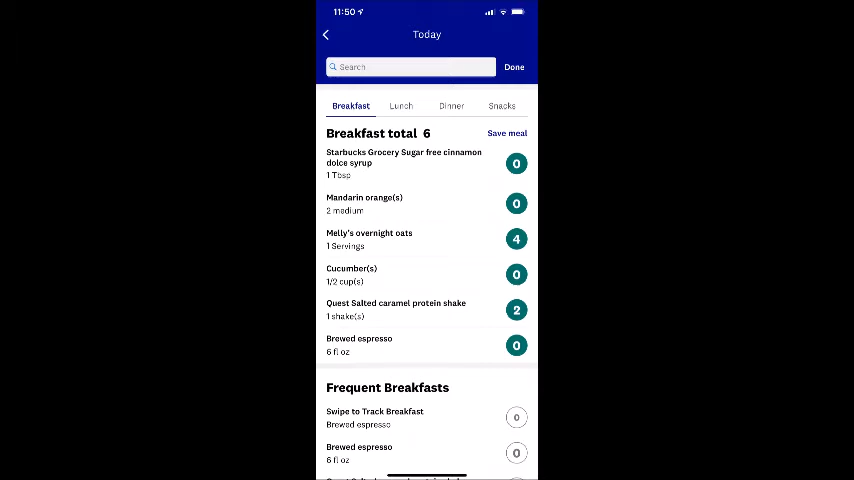 11:50
Today
Search
Done
Breakfast
Lunch
Dinner
Snacks
Breakfast total 6
Save meal
Starbucks Grocery Sugar free cinnamon
dolce syrup
1 Tbsp
0
Mandarin orange(s)
2 medium
0
Melly's overnight oats
1 Servings
4
Cucumber(s)
1/2 cup(s)
0
Quest Salted caramel protein shake
1 shake(s)
2
Brewed espresso
6 fl oz
0
Frequent Breakfasts
Swipe to Track Breakfast
Brewed espresso
0
Brewed espresso
6 fl oz
0